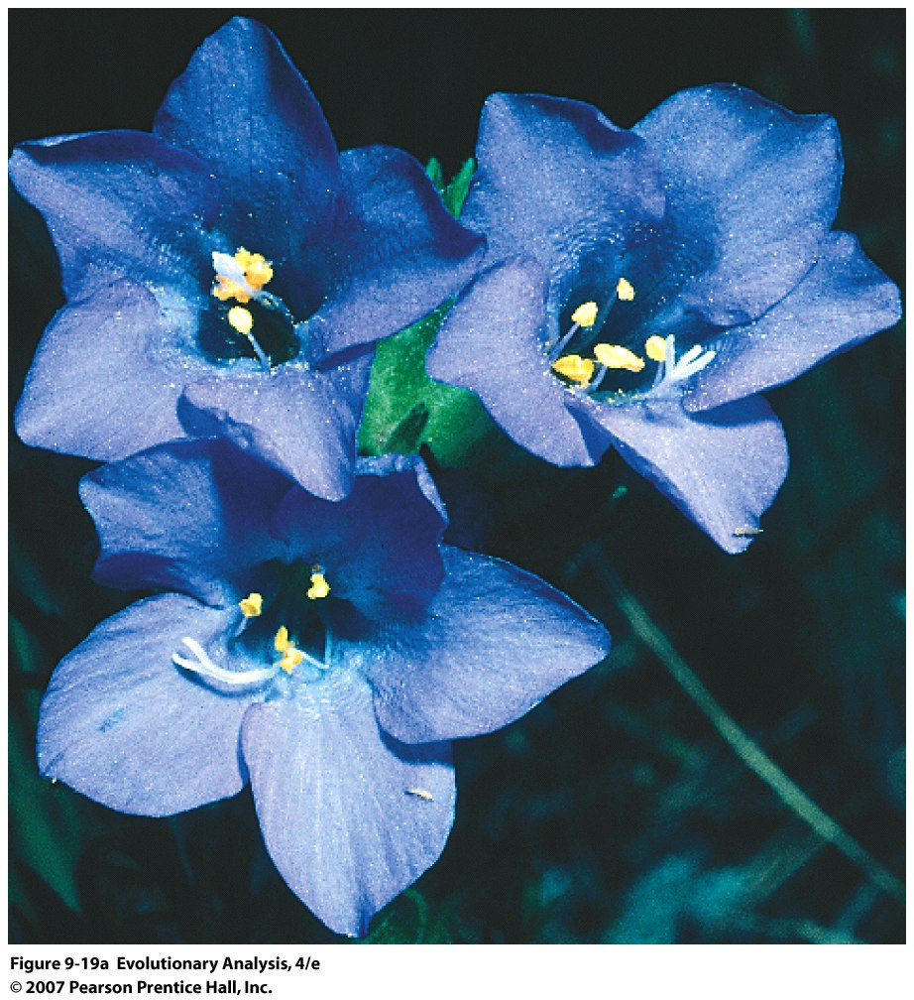 Figure 9-19a Evolutionary Analysis, 4/e
© 2007 Pearson Prentice Hall, Inc.